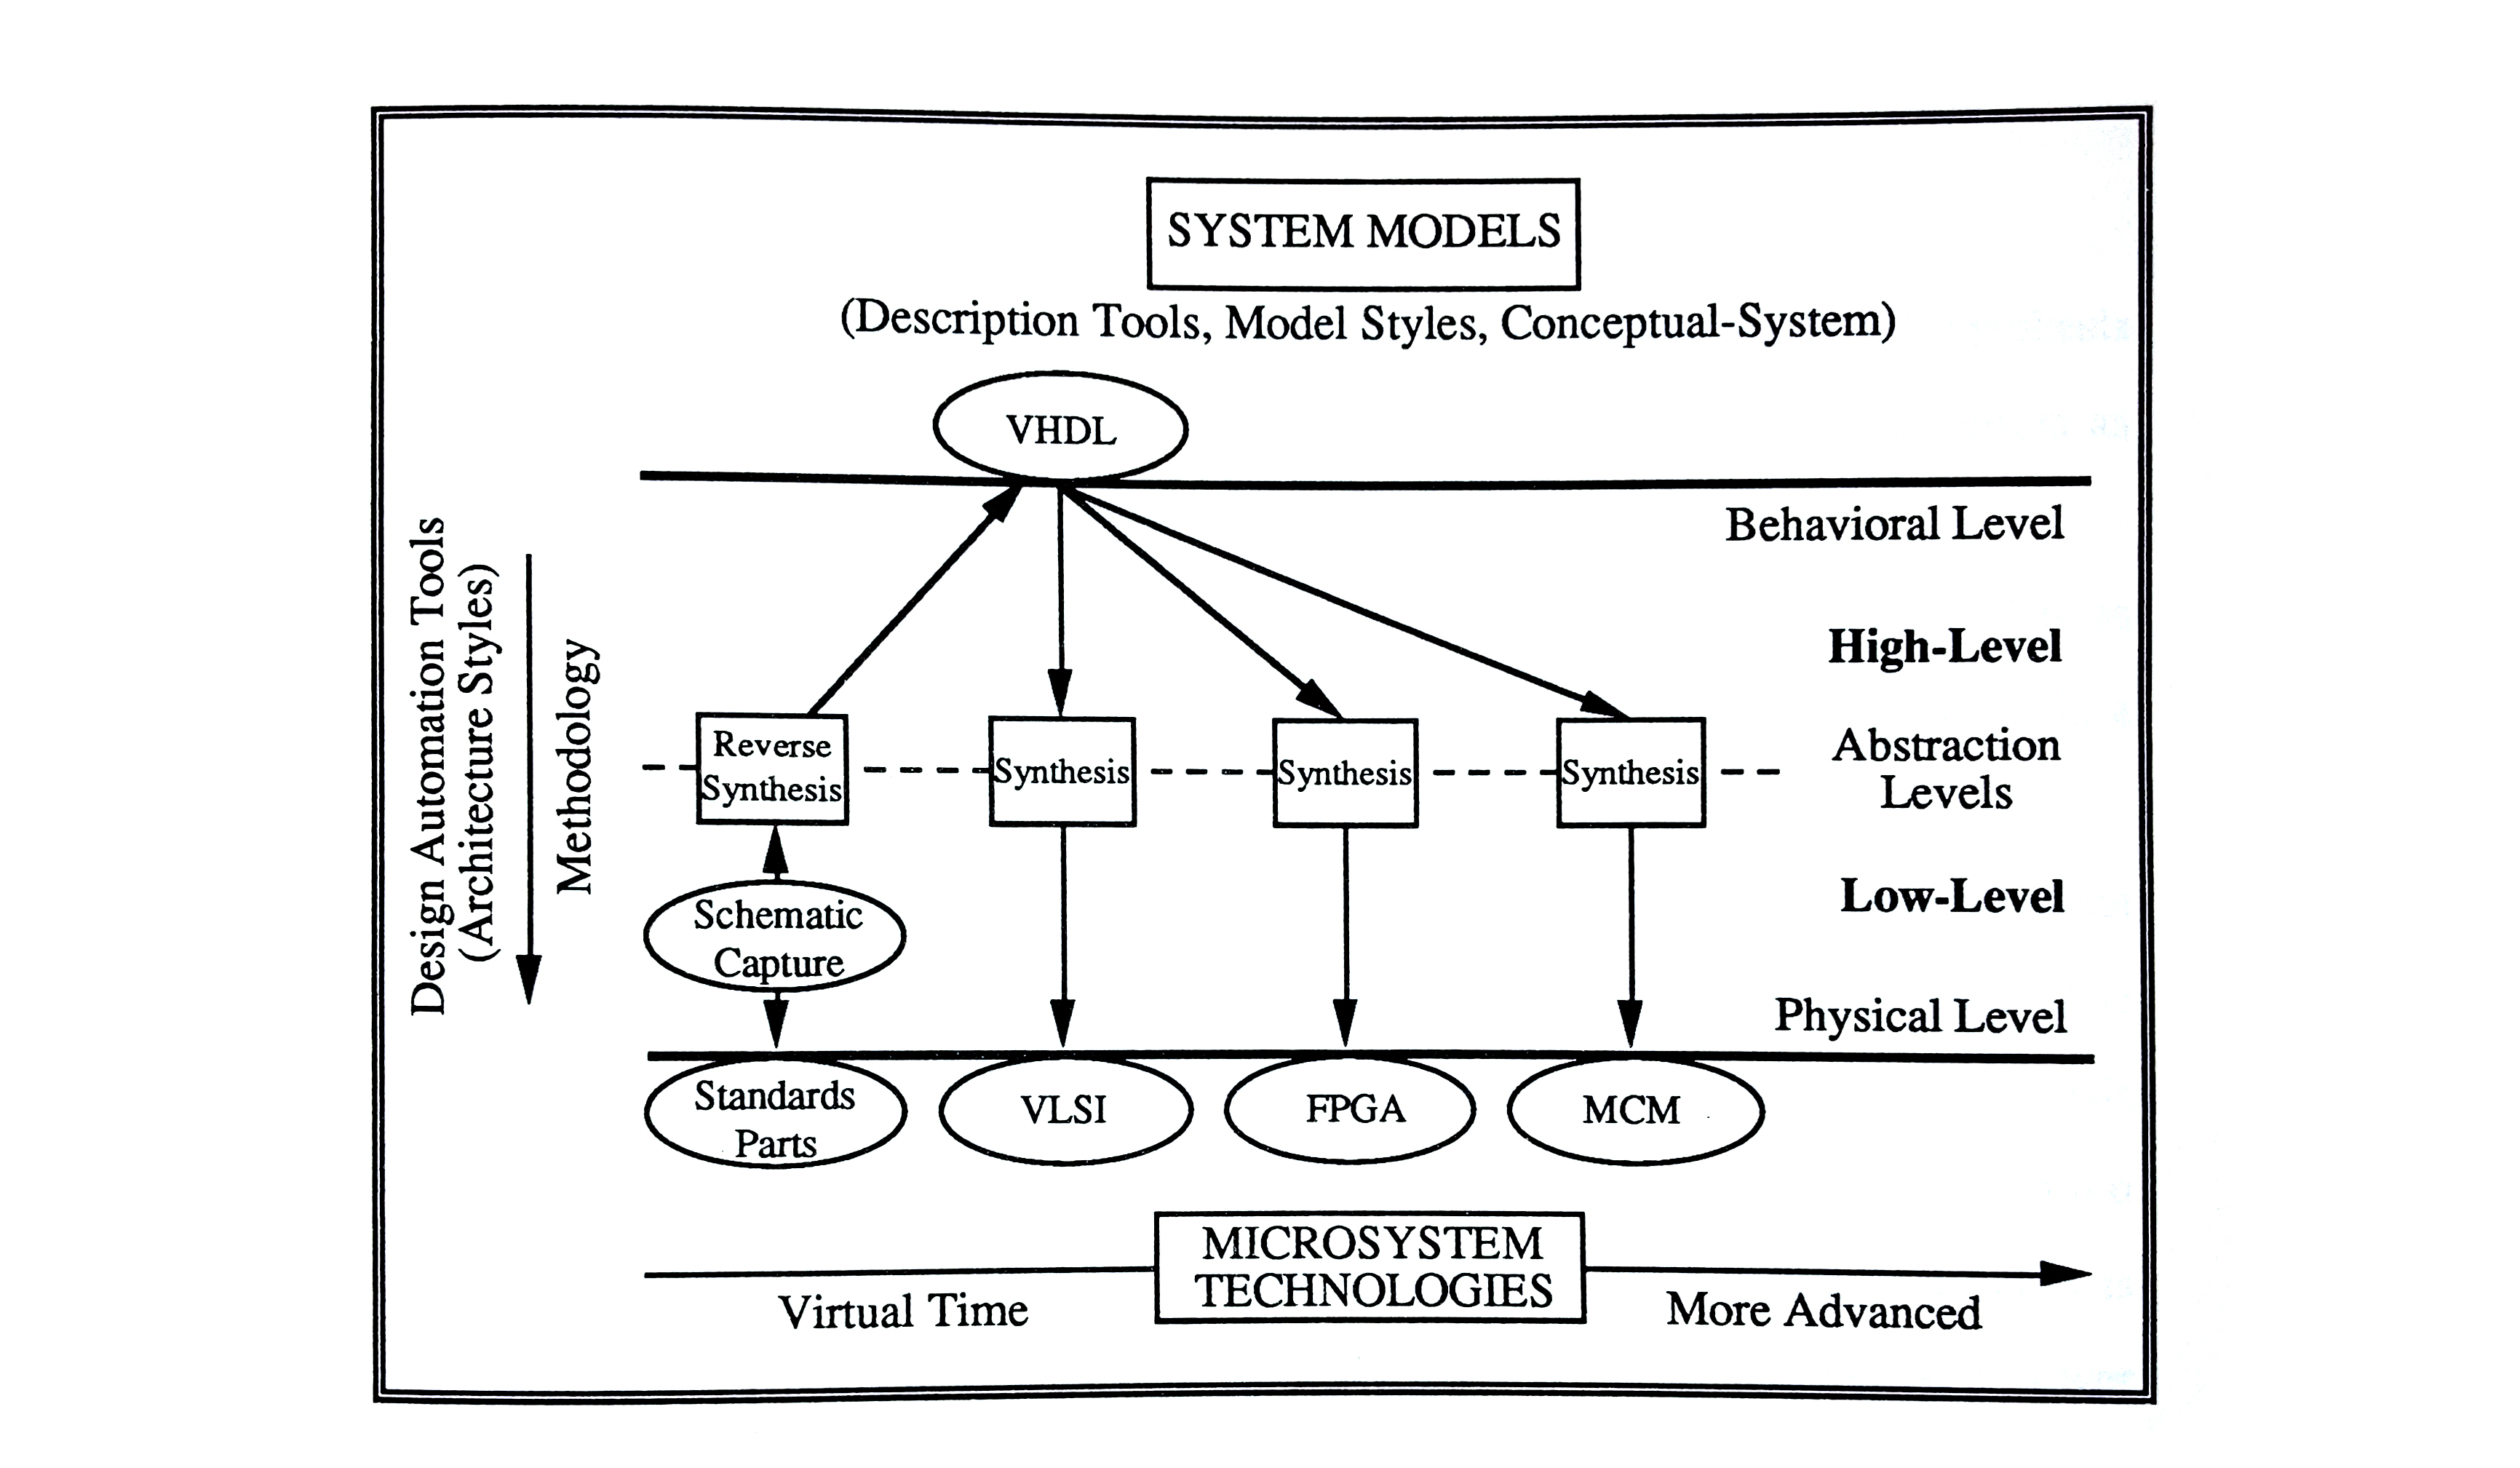 SYSTEM MODELS
(Description Tools, Model Styles, Conceptual-System)
VHDL
Behavioral Level
High-Level
Design Automation Tools
(Architecture Styles)
Methodology
Reverse
Synthesis
Synthesis
Synthesis
Synthesis
Abstraction
Levels
Schematic
Capture
Low-Level
Physical Level
Standards
Parts
VLSI
FPGA
MCM
MICROSYSTEM
TECHNOLOGIES
Virtual Time
More Advanced